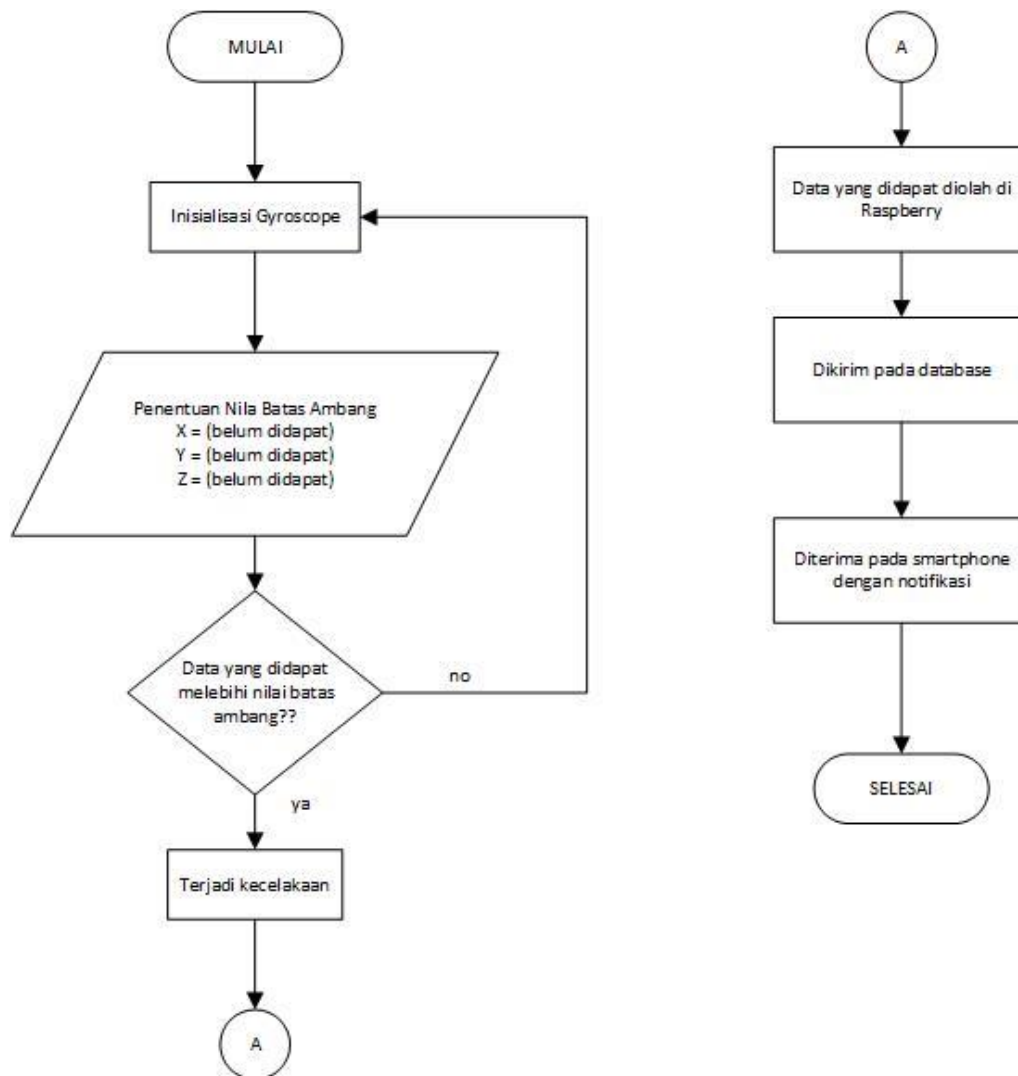 MULAI
Inisialisasi Gyroscope
Penentuan Nila Batas Ambang
X = (belum didapat)
Y = (belum didapat)
Z = (belum didapat)
Data yang didapat
melebihi nilai batas
ambang??
no
ya
Terjadi kecelakaan
A
A
Data yang didapat diolah di
Raspberry
Dikirim pada database
Diterima pada smartphone
dengan notifikasi
SELESAI